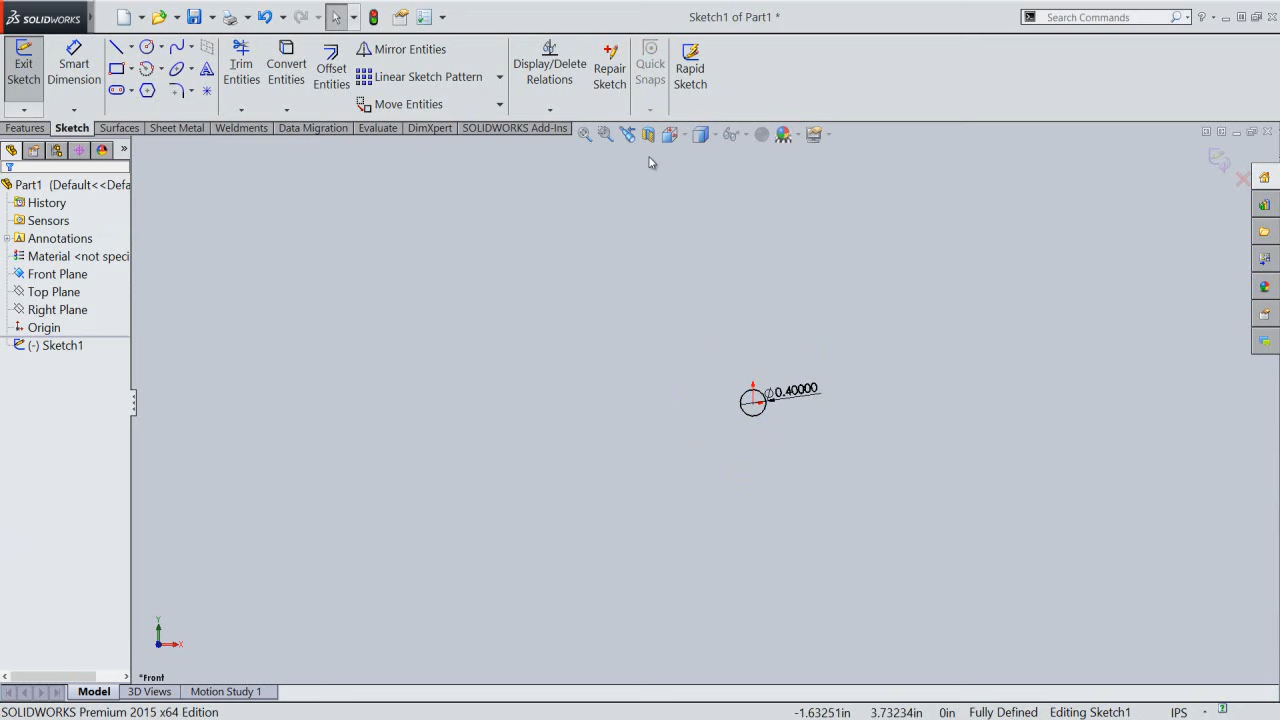 SOLIDWORKS
Sketch1 of Part1 *
Search Commands
Exit
Sketch
Smart
Dimension
Trim
Entities
Convert
Entities
Offset
Entities
Mirror Entities
Linear Sketch Pattern
Move Entities
Display/Delete
Relations
Repair
Sketch
Quick
Snaps
Rapid
Sketch
Features
Sketch
Surfaces
Sheet Metal
Weldments
Data Migration
Evaluate
DimXpert
SOLIDWORKS Add-Ins
Part1 (Default<<Defa
History
Sensors
Annotations
Material <not speci
Front Plane
Top Plane
Right Plane
Origin
(-) Sketch1
Ø0.40000
Y
X
*Front
Model
3D Views
Motion Study 1
SOLIDWORKS Premium 2015 x64 Edition
-1.63251in
3.73234in
0in
Fully Defined
Editing Sketch1
IPS